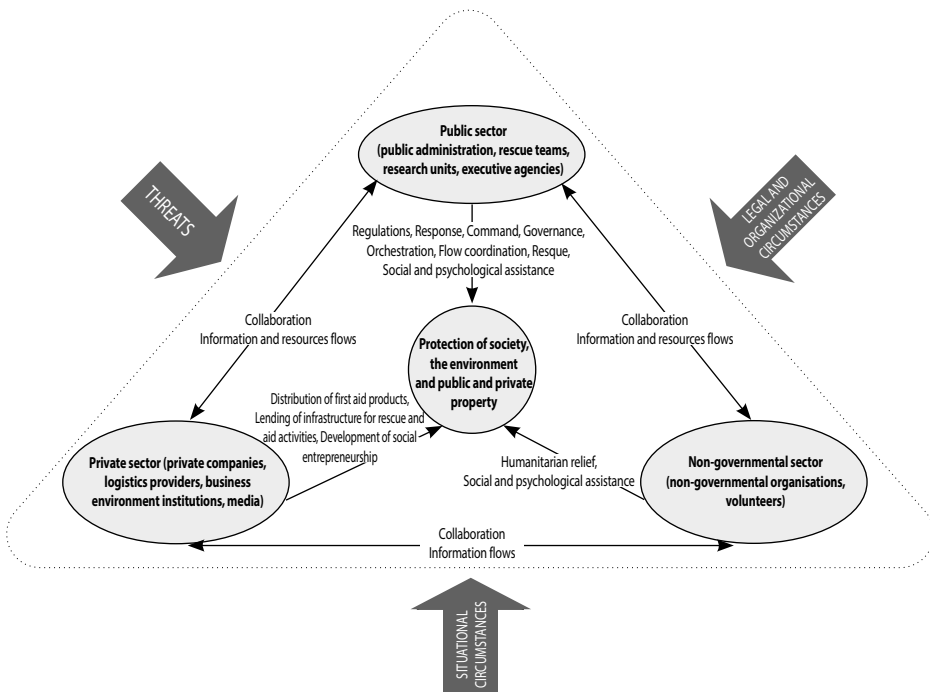 Public sector
(public administration, rescue teams,
research units, executive agencies)
THREATS
LEGAL AND
ORGANIZATIONAL
CIRCUMSTANCES
Regulations, Response, Command, Governance,
Orchestration, Flow coordination, Resque,
Social and psychological assistance
Collaboration
Information and resources flows
Collaboration
Information and resources flows
Protection of society,
the environment
and public and private
property
Distribution of first aid products,
Lending of infrastructure for rescue and
aid activities, Development of social
entrepreneurship
Private sector (private companies,
logistics providers, business
environment institutions, media)
Humanitarian relief,
Social and psychological assistance
Non-governmental sector
(non-governmental organisations,
volunteers)
Collaboration
Information flows
SITUATIONAL
CIRCUMSTANCES